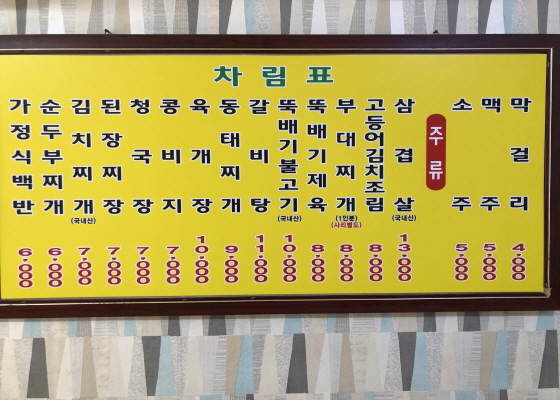 차림표
가정식백반 6,000
순두부찌개 6,000
김치찌개 (국내산) 7,000
된장찌장 7,000
청국장 7,000
콩비지 7,000
육개장 10,000
동태찌개 9,000
갈비탕 11,000
뚝배기불고기 (국내산) 10,000
뚝배기제육 8,000
부대찌개 (1인분) (사리별도) 8,000
고등어김치조림 8,000
삼겹살 (국내산) 13,000
주류
소주 5,000
맥주 5,000
막걸리 4,000